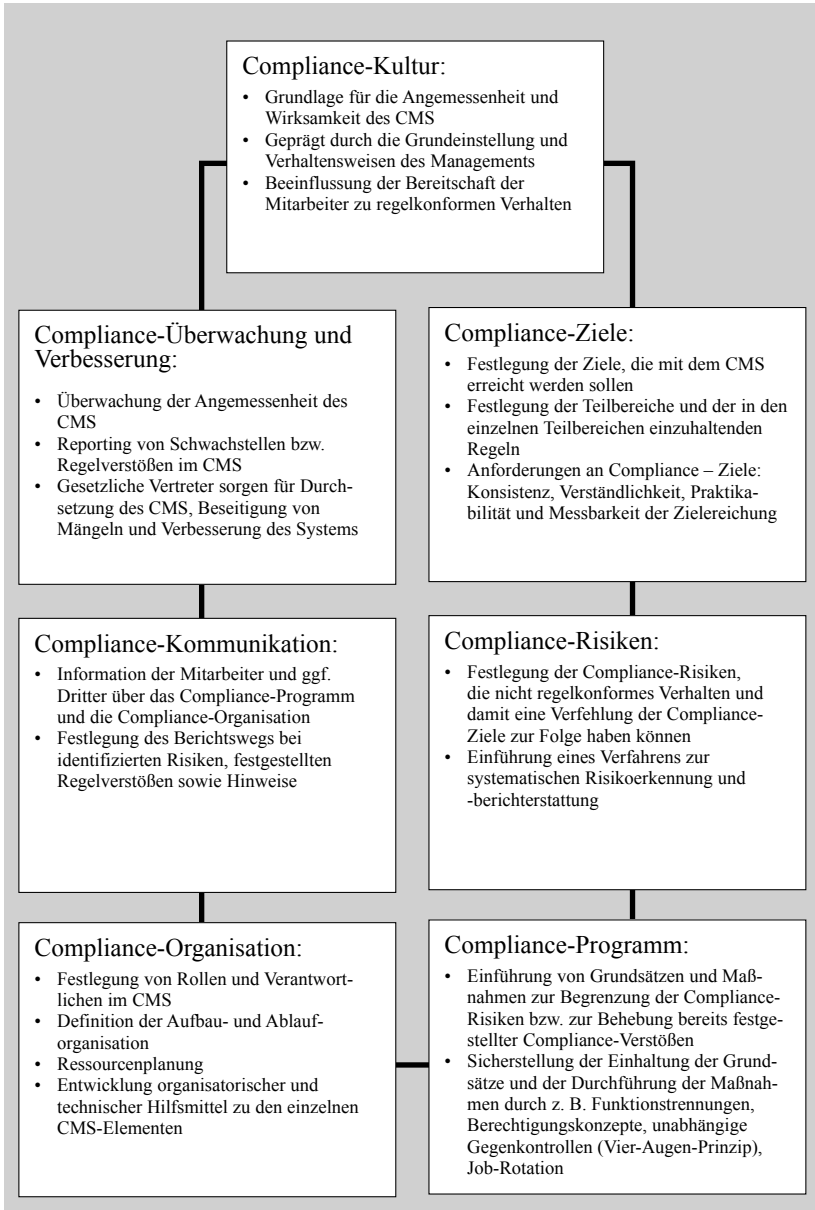 Compliance-Kultur:
• Grundlage für die Angemessenheit und
Wirksamkeit des CMS
• Geprägt durch die Grundeinstellung und
Verhaltensweisen des Managements
• Beeinflussung der Bereitschaft der
Mitarbeiter zu regelkonformen Verhalten
Compliance-Überwachung und
Verbesserung:
• Überwachung der Angemessenheit des
CMS
• Reporting von Schwachstellen bzw.
Regelverstößen im CMS
• Gesetzliche Vertreter sorgen für Durch-
setzung des CMS, Beseitigung von
Mängeln und Verbesserung des Systems
Compliance-Ziele:
• Festlegung der Ziele, die mit dem CMS
erreicht werden sollen
• Festlegung der Teilbereiche und der in den
einzelnen Teilbereichen einzuhaltenden
Regeln
• Anforderungen an Compliance – Ziele:
Konsistenz, Verständlichkeit, Praktika-
bilität und Messbarkeit der Zielereichung
Compliance-Kommunikation:
• Information der Mitarbeiter und ggf.
Dritter über das Compliance-Programm
und die Compliance-Organisation
• Festlegung des Berichtswegs bei
identifizierten Risiken, festgestellten
Regelverstößen sowie Hinweise
Compliance-Risiken:
• Festlegung der Compliance-Risiken,
die nicht regelkonformes Verhalten und
damit eine Verfehlung der Compliance-
Ziele zur Folge haben können
• Einführung eines Verfahrens zur
systematischen Risikoerkennung und
-berichterstattung
Compliance-Organisation:
• Festlegung von Rollen und Verantwort-
lichen im CMS
• Definition der Aufbau- und Ablauf-
organisation
• Ressourcenplanung
• Entwicklung organisatorischer und
technischer Hilfsmittel zu den einzelnen
CMS-Elementen
Compliance-Programm:
• Einführung von Grundsätzen und Maß-
nahmen zur Begrenzung der Compliance-
Risiken bzw. zur Behebung bereits festge-
stellter Compliance-Verstößen
• Sicherstellung der Einhaltung der Grund-
sätze und der Durchführung der Maßnah-
men durch z. B. Funktionstrennungen,
Berechtigungskonzepte, unabhängige
Gegenkontrollen (Vier-Augen-Prinzip),
Job-Rotation